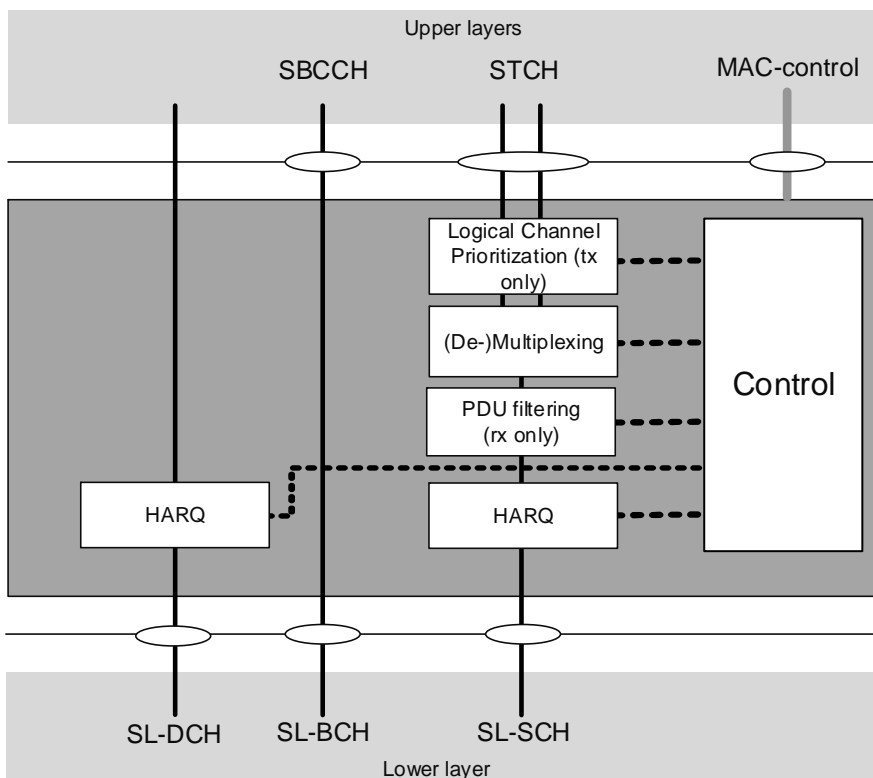 Upper layers
SBCCH
STCH
MAC-control
Logical Channel
Prioritization (tx
only)
(De-)Multiplexing
Control
PDU filtering
(rx only)
HARQ
HARQ
SL-DCH
SL-BCH
SL-SCH
Lower layer